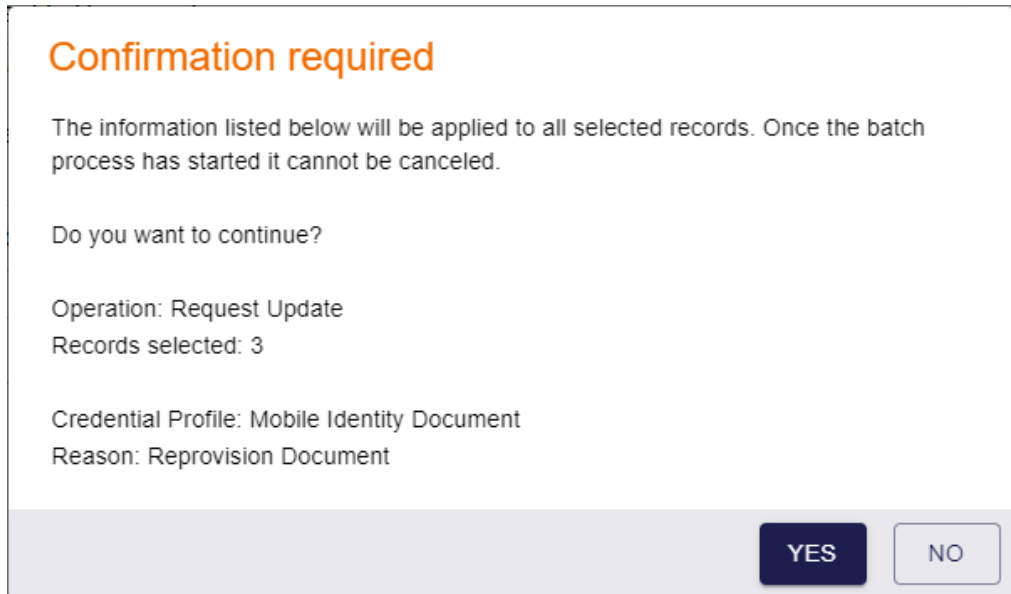 Confirmation required
The information listed below will be applied to all selected records. Once the batch
process has started it cannot be canceled.
Do you want to continue?
Operation: Request Update
Records selected: 3
Credential Profile: Mobile Identity Document
Reason: Reprovision Document
YES
NO